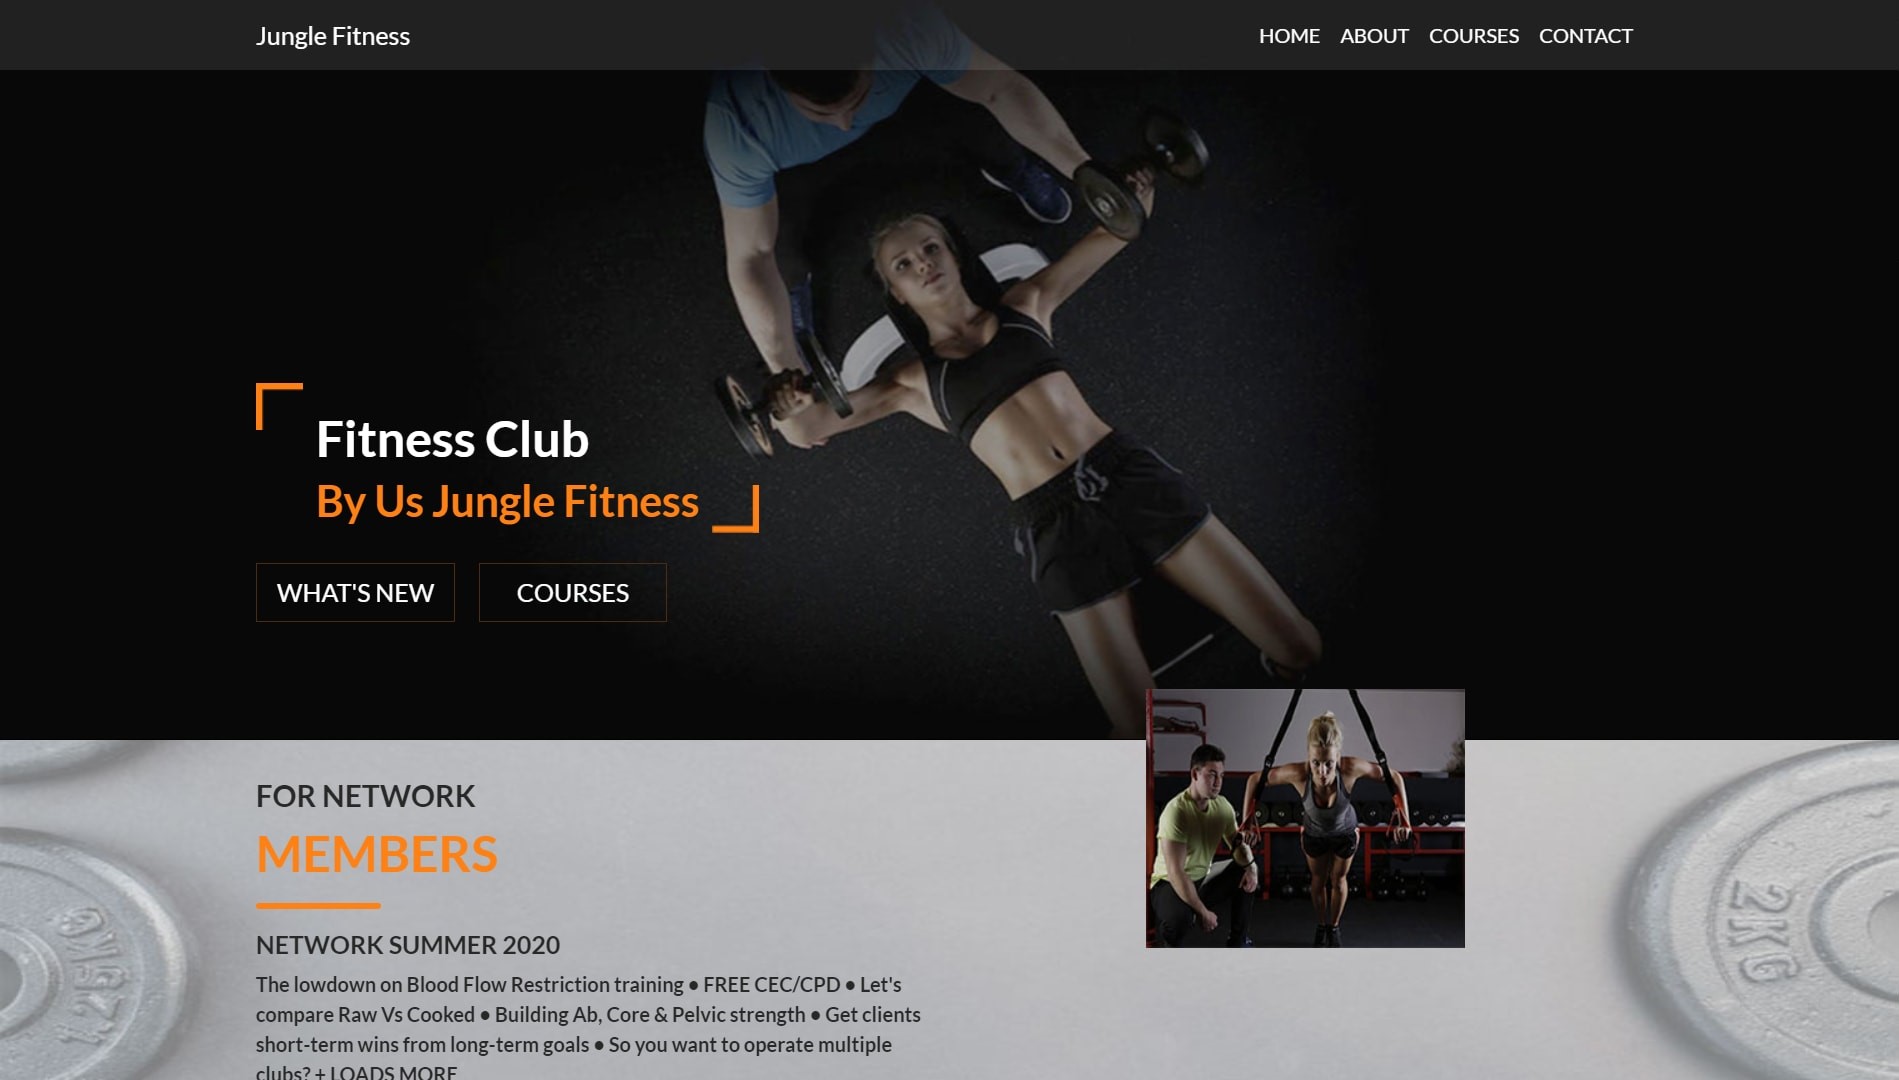 Jungle Fitness
HOME ABOUT COURSES CONTACT
Fitness Club
By Us Jungle Fitness
WHAT'S NEW COURSES
FOR NETWORK
MEMBERS
NETWORK SUMMER 2020
The lowdown on Blood Flow Restriction training ● FREE CEC/CPD ● Let's
compare Raw Vs Cooked ● Building Ab, Core & Pelvic strength ● Get clients
short-term wins from long-term goals ● So you want to operate multiple
clubs? + LOADS MORE
1.25KG
2KG